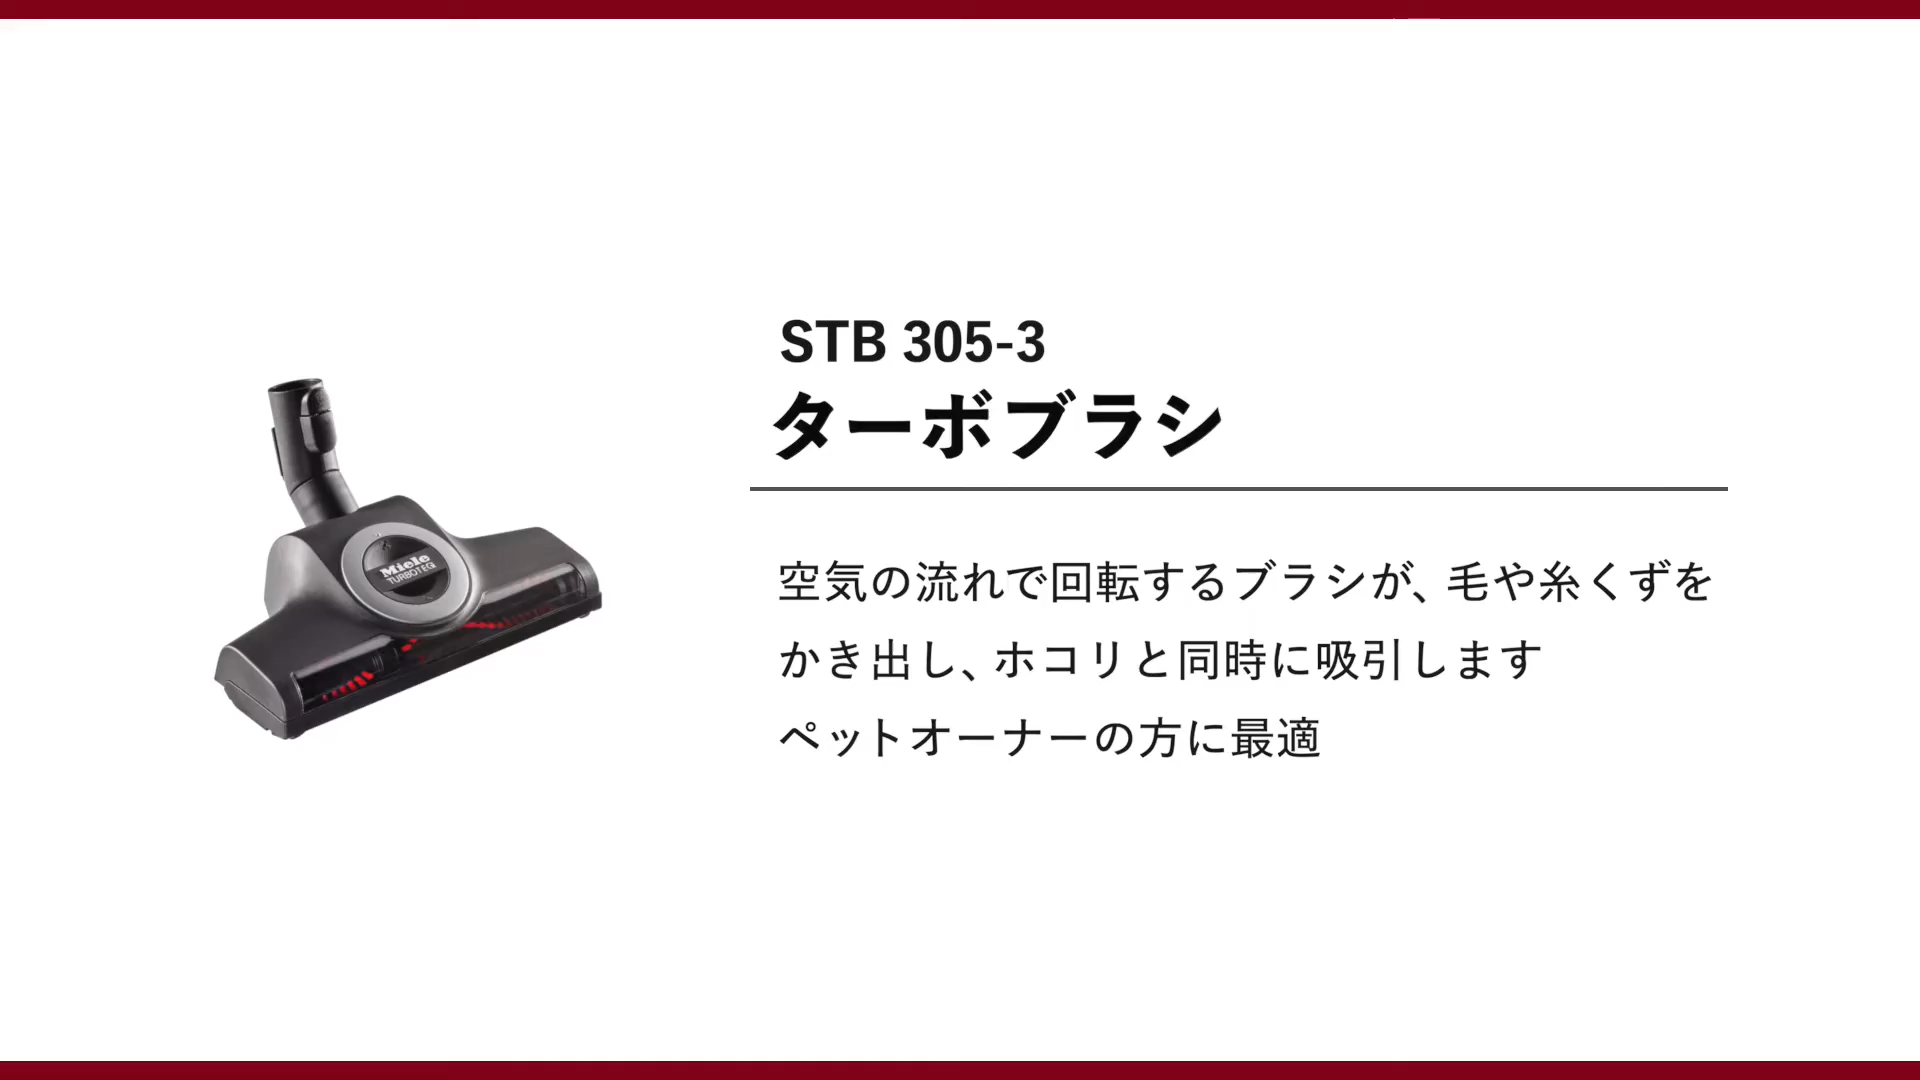 STB 305-3
ターボブラシ
空気の流れで回転するブラシが、毛や糸くずを
かき出し、ホコリと同時に吸引します
ペットオーナーの方に最適
Miele
TURBOTEQ